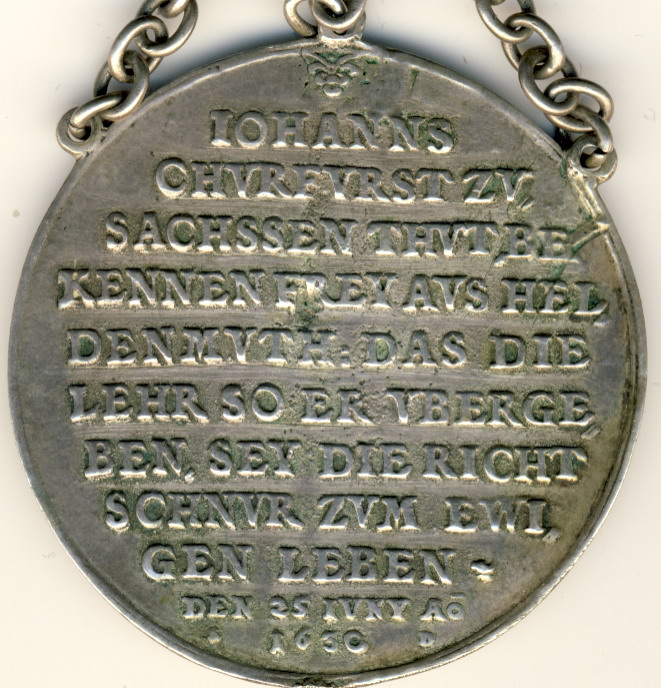 IOHANNS
CHVRFVRST ZV,
SACHSSEN THVT BE,
KENNEN FREY AVS HEL,
DENMVTH: DAS DIE
LEHR SO ER VBERGE,
BEN, SEY DIE RICHT
SCHNVR ZVM EWI,
GEN LEBEN ~
DEN 25 IVNY AŌ
1630 D